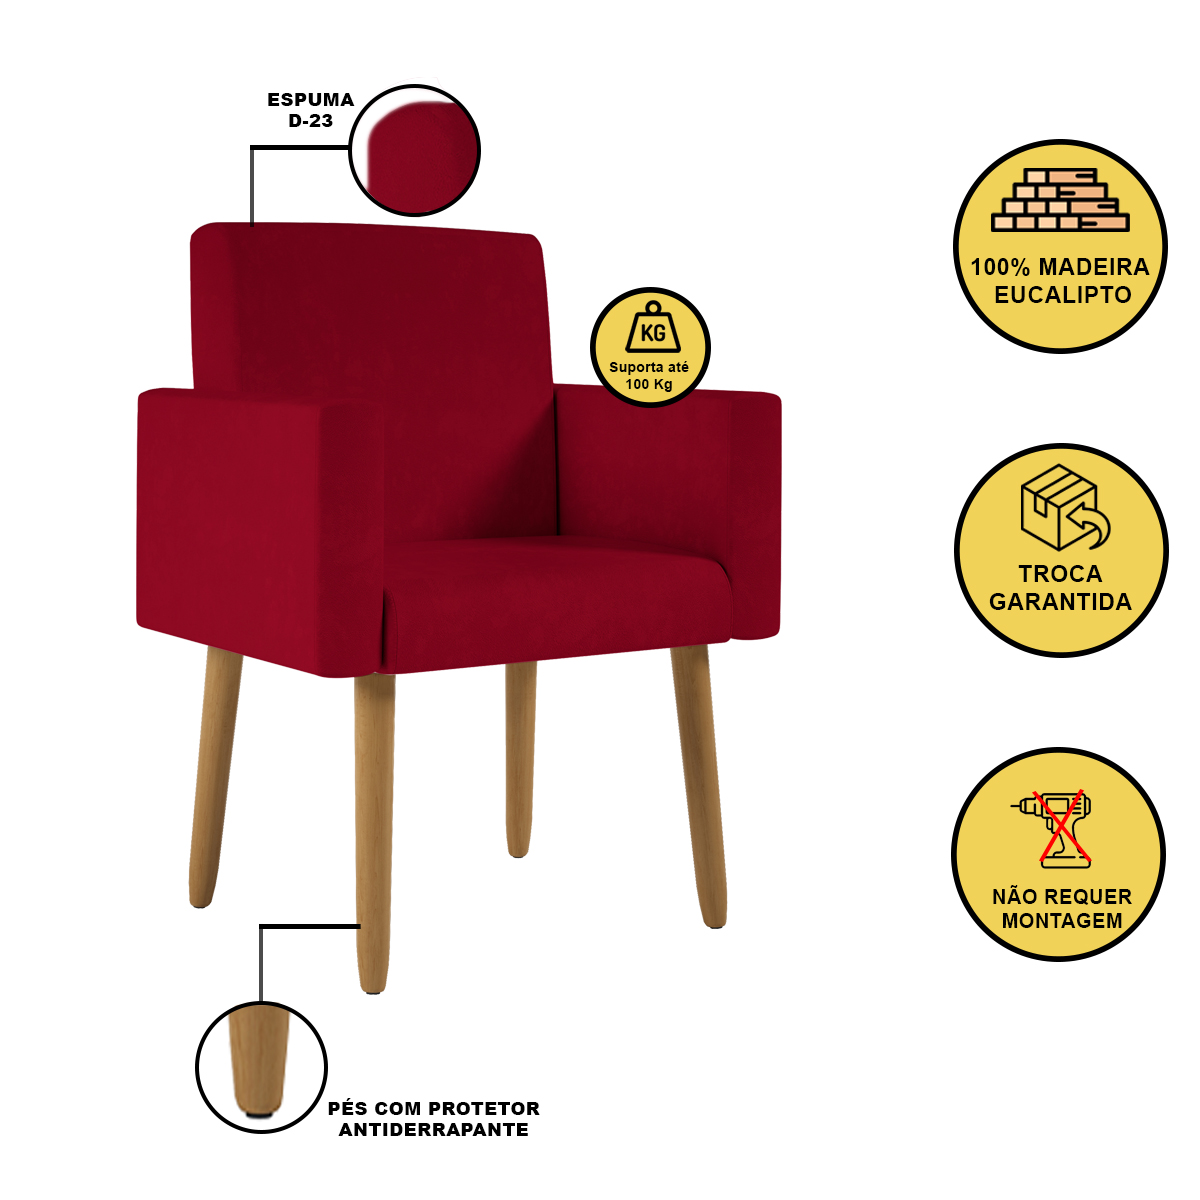 ESPUMA
D-23
KG
Suporta até
100 Kg
100% MADEIRA
EUCALIPTO
TROCA
GARANTIDA
NÃO REQUER
MONTAGEM
PÉS COM PROTETOR
ANTIDERRAPANTE